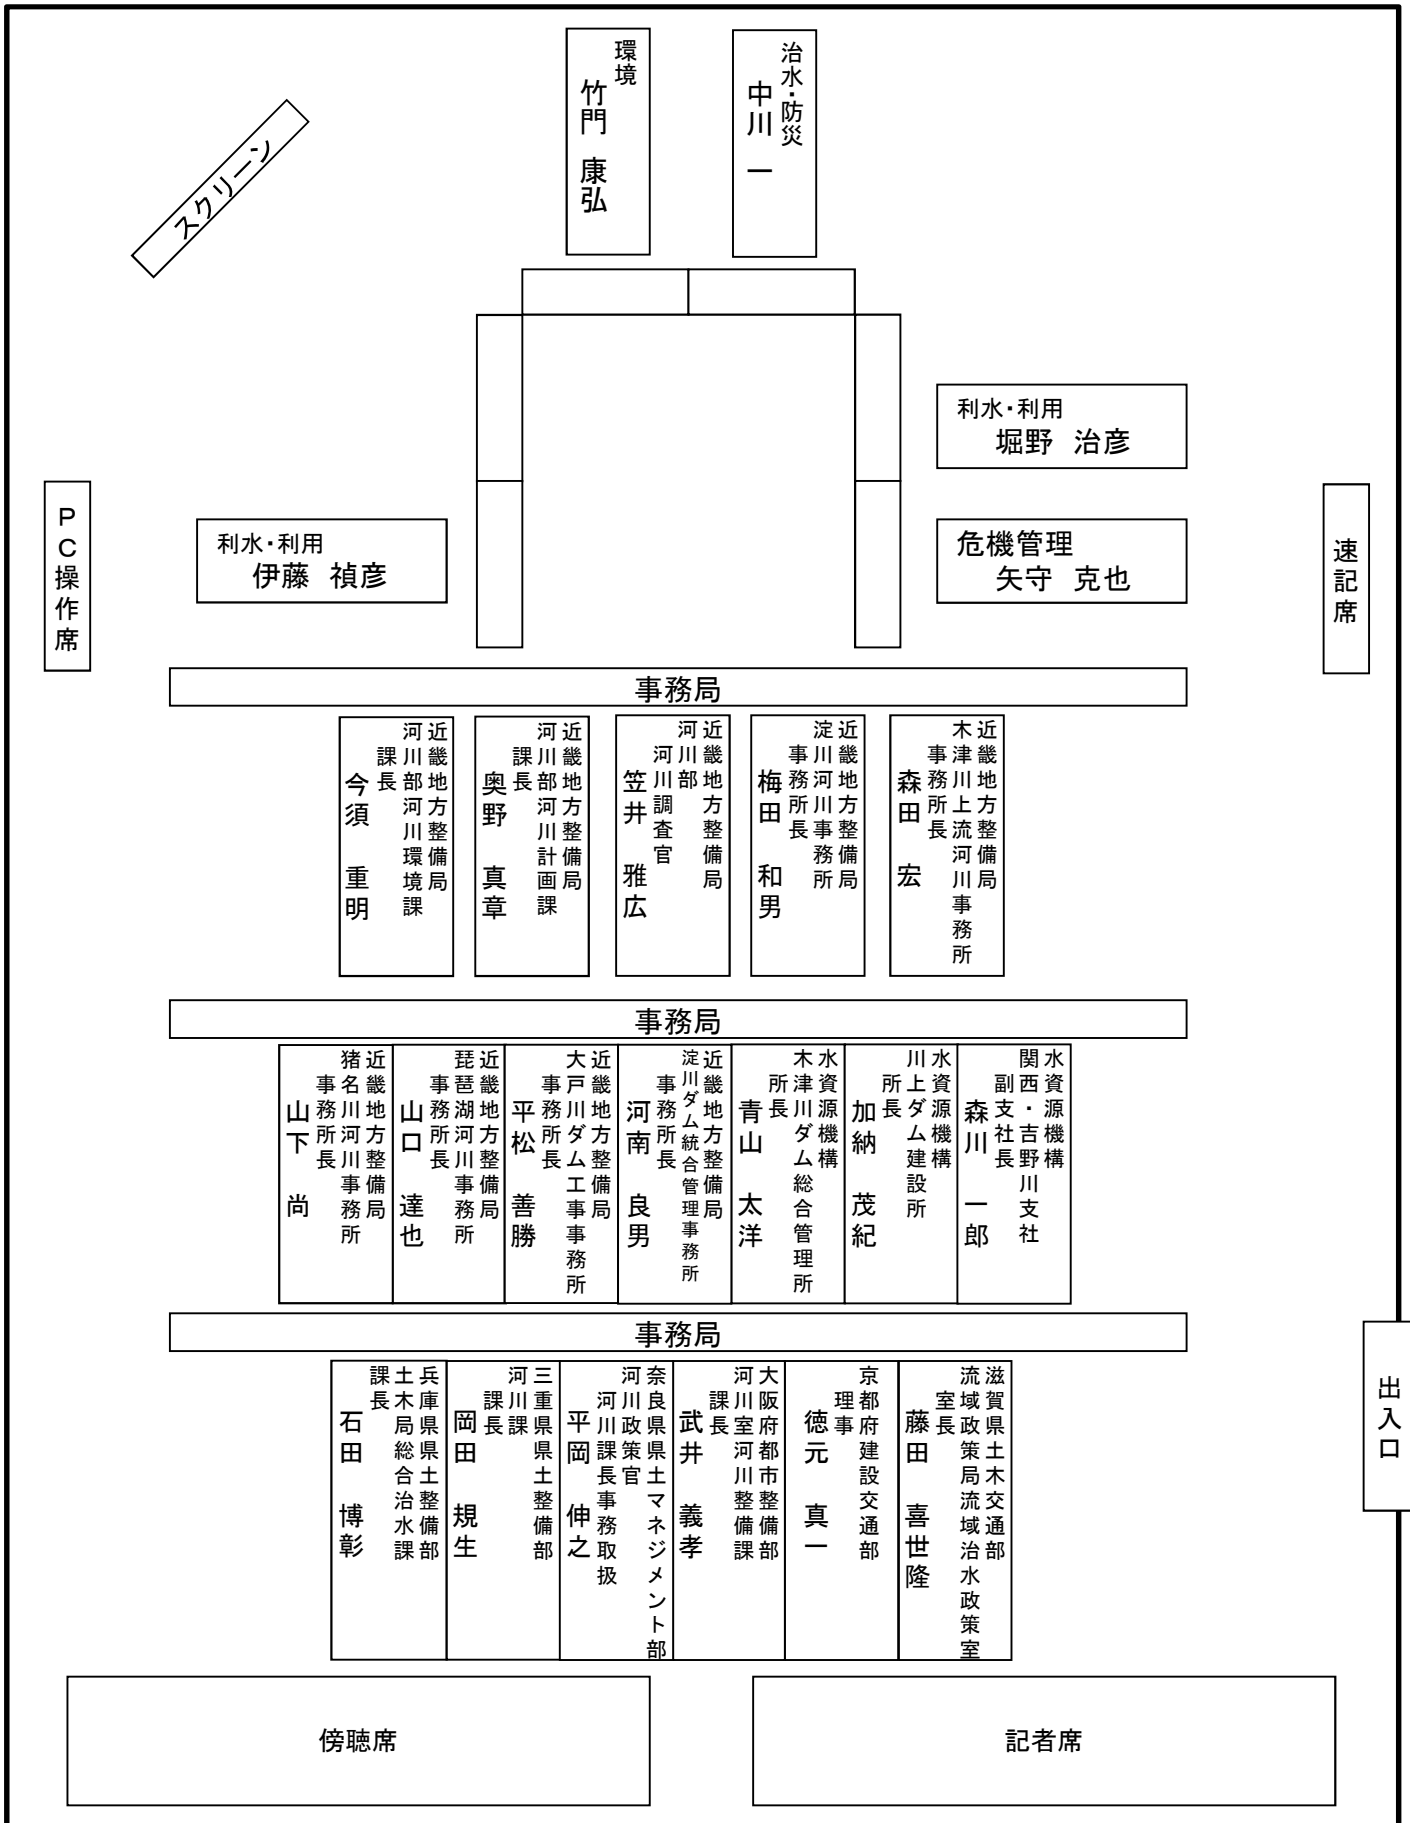 環境
竹門 康弘
治水・防災
中川 一
スクリーン
利水・利用
堀野 治彦
PC操作席
利水・利用
伊藤 禎彦
危機管理
矢守 克也
速記席
事務局
近畿地方整備局
河川部河川環境課
課長
今須 重明
近畿地方整備局
河川部河川計画課
課長
奥野 真章
近畿地方整備局
河川部
河川調査官
笠井 雅広
近畿地方整備局
淀川河川事務所
事務所長
梅田 和男
近畿地方整備局
木津川上流河川事務所
事務所長
森田 宏
事務局
近畿地方整備局
猪名川河川事務所
事務所長
山下 尚
近畿地方整備局
琵琶湖河川事務所
事務所長
山口 達也
近畿地方整備局
大戸川ダム工事事務所
事務所長
平松 善勝
近畿地方整備局
淀川ダム統合管理事務所
事務所長
河南 良男
水資源機構
木津川ダム総合管理所
所長
青山 太洋
水資源機構
川上ダム建設所
所長
加納 茂紀
水資源機構
関西・吉野川支社
副支社長
森川 一郎
事務局
兵庫県県土整備部
土木局総合治水課
課長
石田 博彰
三重県県土整備部
河川課
課長
岡田 規生
奈良県県土マネジメント部
河川政策官
河川課長事務取扱
平岡 伸之
大阪府都市整備部
河川室河川整備課
課長
武井 義孝
京都府建設交通部
理事
徳元 真一
滋賀県土木交通部
流域政策局流域治水政策室
室長
藤田 喜世隆
出入口
傍聴席
記者席